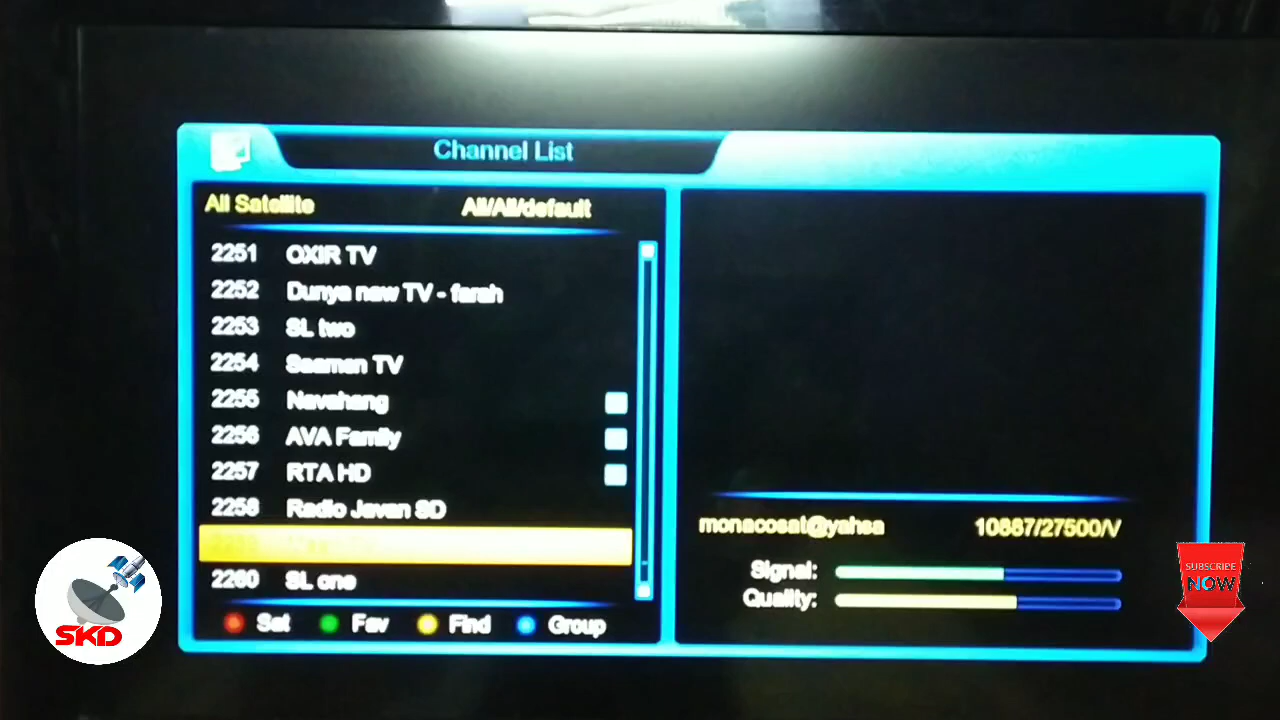 Channel List
All Satellite All/All/default
2251 OXIR TV
2252 Dunya naw TV - farah
2253 SL two
2254 Saaman TV
2255 Navahang
2256 AVA Family
2257 RTA HD
2258 Radio Javan SD
2260 SL one
Sat Fav Find Group
monacosat@yahsa 10887/27500/V
Signal:
Quality:
SKD
SUBSCRIBE
NOW